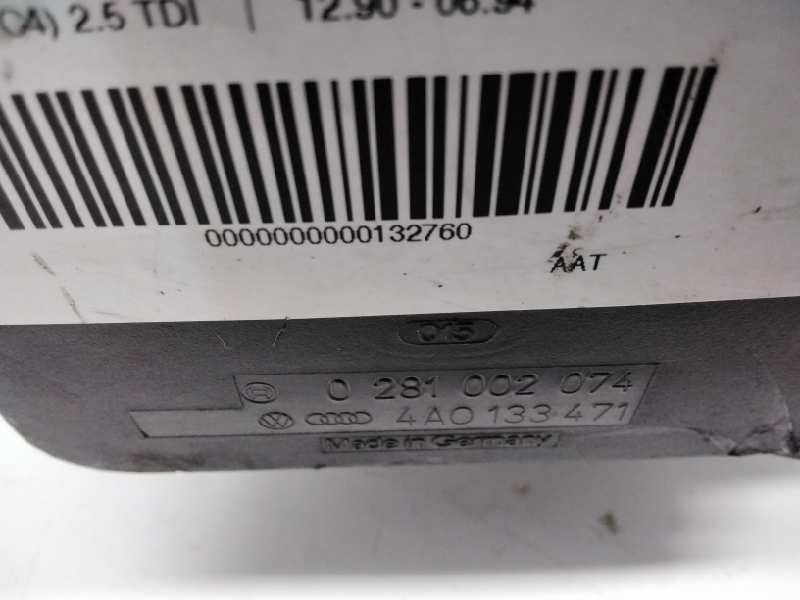 C4) 2.5 TDI | 12.90 - 06.94
0000000000132760
AAT
015
0 281 002 074
4A0 133 471
Made in Germany